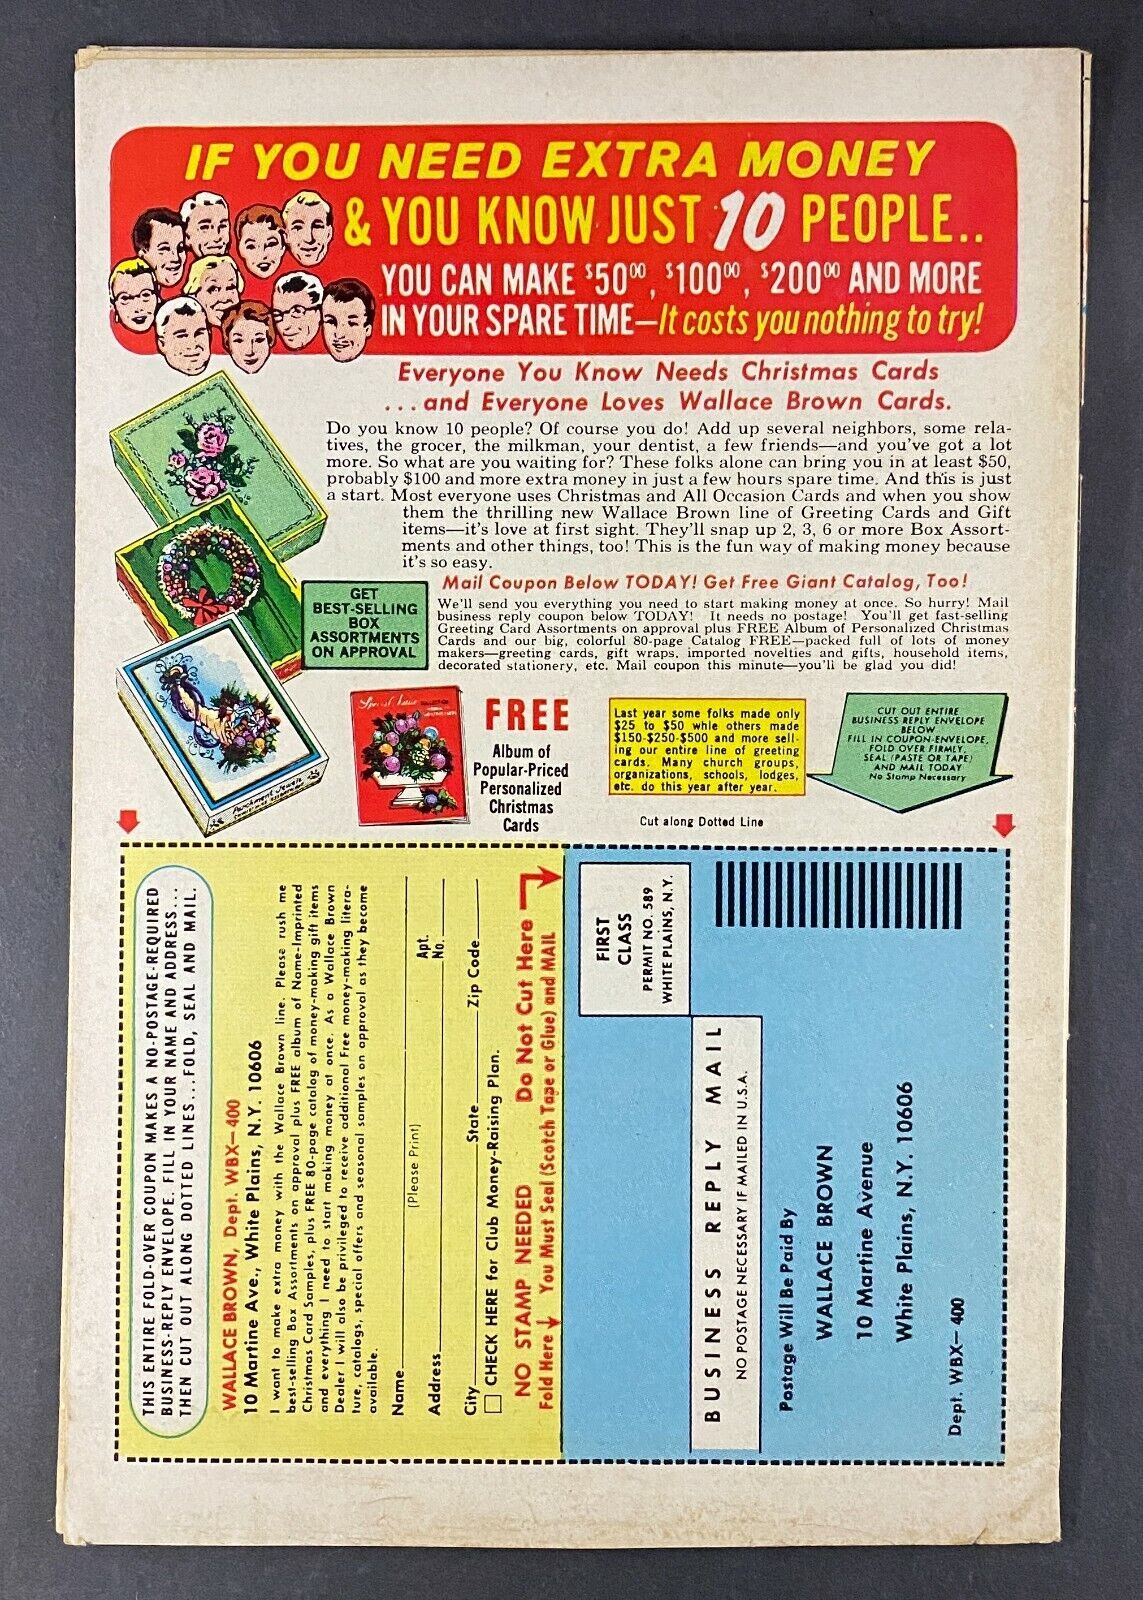 IF YOU NEED EXTRA MONEY
& YOU KNOW JUST 10 PEOPLE..
YOU CAN MAKE $50⁰⁰, $100⁰⁰, $200⁰⁰ AND MORE
IN YOUR SPARE TIME—It costs you nothing to try!
Everyone You Know Needs Christmas Cards
...and Everyone Loves Wallace Brown Cards.
Do you know 10 people? Of course you do! Add up several neighbors, some rela-
tives, the grocer, the milkman, your dentist, a few friends—and you've got a lot
more. So what are you waiting for? These folks alone can bring you in at least $50,
probably $100 and more extra money in just a few hours spare time. And this is just
a start. Most everyone uses Christmas and All Occasion Cards and when you show
them the thrilling new Wallace Brown line of Greeting Cards and Gift
items—it's love at first sight. They'll snap up 2, 3, 6 or more Box Assort-
ments and other things, too! This is the fun way of making money because
it's so easy.
Mail Coupon Below TODAY! Get Free Giant Catalog, Too!
We'll send you everything you need to start making money at once. So hurry! Mail
business reply coupon below TODAY! It needs no postage! You'll get fast-selling
Greeting Card Assortments on approval plus FREE Album of Personalized Christmas
Cards and our big, colorful 80-page Catalog FREE—packed full of lots of money
makers—greeting cards, gift wraps, imported novelties and gifts, household items,
decorated stationery, etc. Mail coupon this minute—you'll be glad you did!
GET
BEST-SELLING
BOX
ASSORTMENTS
ON APPROVAL
Parchment Jewels
FREE
Album of
Popular-Priced
Personalized
Christmas
Cards
Last year some folks made only
$25 to $50 whle others made
$150-$250-$500 and more sell-
ing our entire line of greeting
cards. Many church groups,
organizations, schools, lodges,
etc. do this year after year.
CUT OUT ENTIRE
BUSINESS REPLY ENVELOPE
BELOW
FILL IN COUPON-ENVELOPE,
FOLD OVER FIRMLY,
SEAL (PASTE OR TAPE)
AND MAIL TODAY
No Stamp Necessary
Cut along Dotted Line
THIS ENTIRE FOLD-OVER COUPON MAKES A NO-POSTAGE-REQUIRED
BUSINESS-REPLY ENVELOPE. FILL IN YOUR NAME AND ADDRESS...
THEN CUT OUT ALONG DOTTED LINES...FOLD, SEAL AND MAIL.
WALLACE BROWN, Dept. WBX—400
10 Martine Ave., White Plains, N.Y. 10606
I want to make extra money with the Wallace Brown line. Please rush me
best-selling Box Assortments on approval plus FREE album of Name-Imprinted
Christmas Card Samples, plus FREE 80-page catalog of money-making gift items
and everything I need to start making money at once. As a Wallace Brown
Dealer I will also be privileged to receive additional Free money-making litera-
ture, catalogs, special offers and seasonal samples on approval as they become
available.
Name
(Please Print)
Address
Apt.
No.
City State Zip Code
CHECK HERE for Club Money-Raising Plan.
NO STAMP NEEDED Do Not Cut Here
Fold Here You Must Seal (Scotch Tape or Glue) and MAIL
FIRST
CLASS
PERMIT NO. 589
WHITE PLAINS, N.Y.
BUSINESS REPLY MAIL
NO POSTAGE NECESSARY IF MAILED IN U.S.A.
Postage Will Be Paid By
WALLACE BROWN
10 Martine Avenue
White Plains, N.Y. 10606
Dept. WBX—400